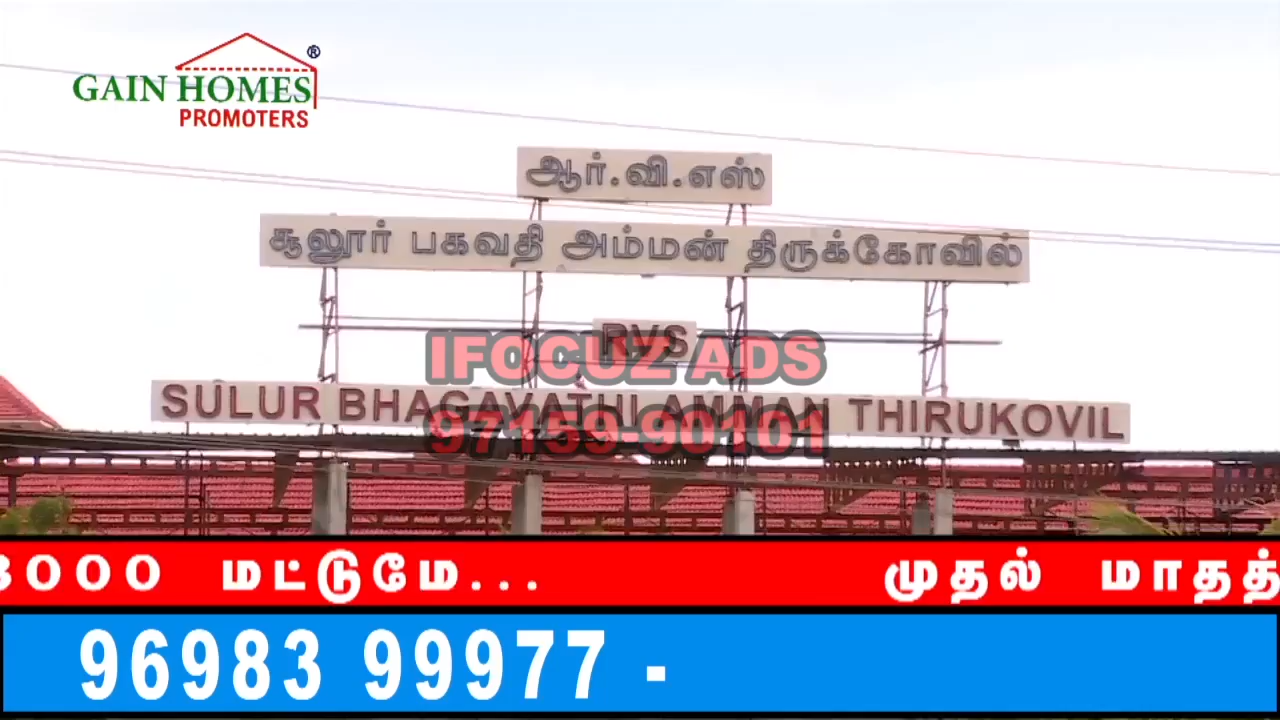 GAIN HOMES®
PROMOTERS
ஆர்.வி.எஸ்
சூலூர் பகவதி அம்மன் திருக்கோவில்
RVS
IFOCUZ ADS
SULUR BHAGAVATHI AMMAN THIRUKOVIL
97159-90101
3000 மட்டுமே... முதல் மாதத்
96983 99977 -